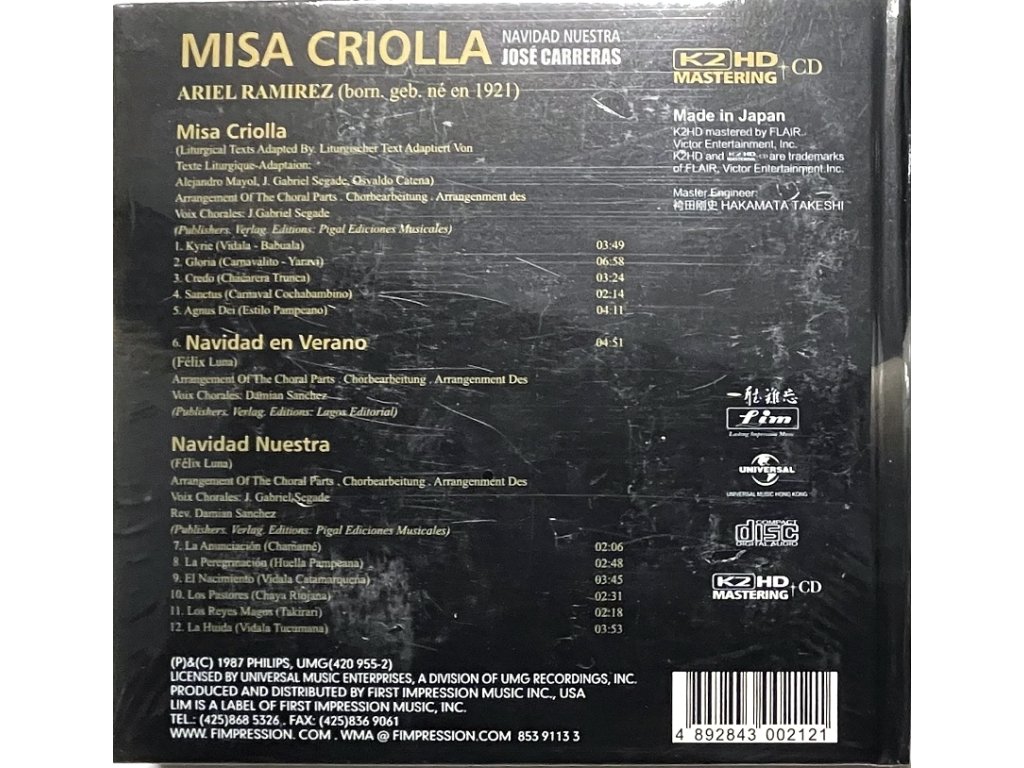 MISA CRIOLLA
NAVIDAD NUESTRA
JOSÉ CARRERAS
K2 HD
MASTERING + CD
ARIEL RAMIREZ (born. geb. né en 1921)
Misa Criolla
(Liturgical Texts Adapted By. Liturgischer Text Adaptiert Von
Texte Liturgique-Adaptaion:
Alejandro Mayol, J. Gabriel Segade, Osvaldo Catena)
Arrangement Of The Choral Parts . Chorbearbeitung . Arrangenment des
Voix Chorales: J.Gabriel Segade
(Publishers. Verlag. Editions: Pigal Ediciones Musicales)
1. Kyrie (Vidala - Babuala) 03:49
2. Gloria (Carnavalito - Yaravi) 06:58
3. Credo (Chacarera Trunca) 03:24
4. Sanctus (Carnaval Cochabambino) 02:14
5. Agnus Dei (Estilo Pampeano) 04:11
6. Navidad en Verano 04:51
(Félix Luna)
Arrangement Of The Choral Parts . Chorbearbeitung . Arrangenment Des
Voix Chorales: Damian Sanchez
(Publishers. Verlag. Editions: Lagos Editorial)
Navidad Nuestra
(Félix Luna)
Arrangement Of The Choral Parts . Chorbearbeitung . Arrangenment Des
Voix Chorales: J. Gabriel Segade
Rev. Damian Sanchez
(Publishers. Verlag. Editions: Pigal Ediciones Musicales)
7. La Anunciación (Chamamé) 02:06
8. La Peregrinación (Huella Pampeana) 02:48
9. El Nacimiento (Vidala Catamarqueña) 03:45
10. Los Pastores (Chaya Riojana) 02:31
11. Los Reyes Magos (Takirari) 02:18
12. La Huida (Vidala Tucumana) 03:53
Made in Japan
K2HD mastered by FLAIR.
Victor Entertainment, Inc.
K2HD and K2HD MASTERING +CD are trademarks
of FLAIR, Victor Entertainment.Inc.
Master Engineer:
袴田剛史 HAKAMATA TAKESHI
一聽難忘
fim
Lasting Impression Music
UNIVERSAL
UNIVERSAL MUSIC HONG KONG
COMPACT
disc
DIGITAL AUDIO
K2 HD
MASTERING + CD
(P)&(C) 1987 PHILIPS, UMG(420 955-2)
LICENSED BY UNIVERSAL MUSIC ENTERPRISES, A DIVISION OF UMG RECORDINGS, INC.
PRODUCED AND DISTRIBUTED BY FIRST IMPRESSION MUSIC INC., USA
LIM IS A LABEL OF FIRST IMPRESSION MUSIC, INC.
TEL.: (425)868 5326 . FAX: (425)836 9061
WWW. FIMPRESSION. COM . WMA @ FIMPRESSION.COM 853 9113 3
4 892843 002121